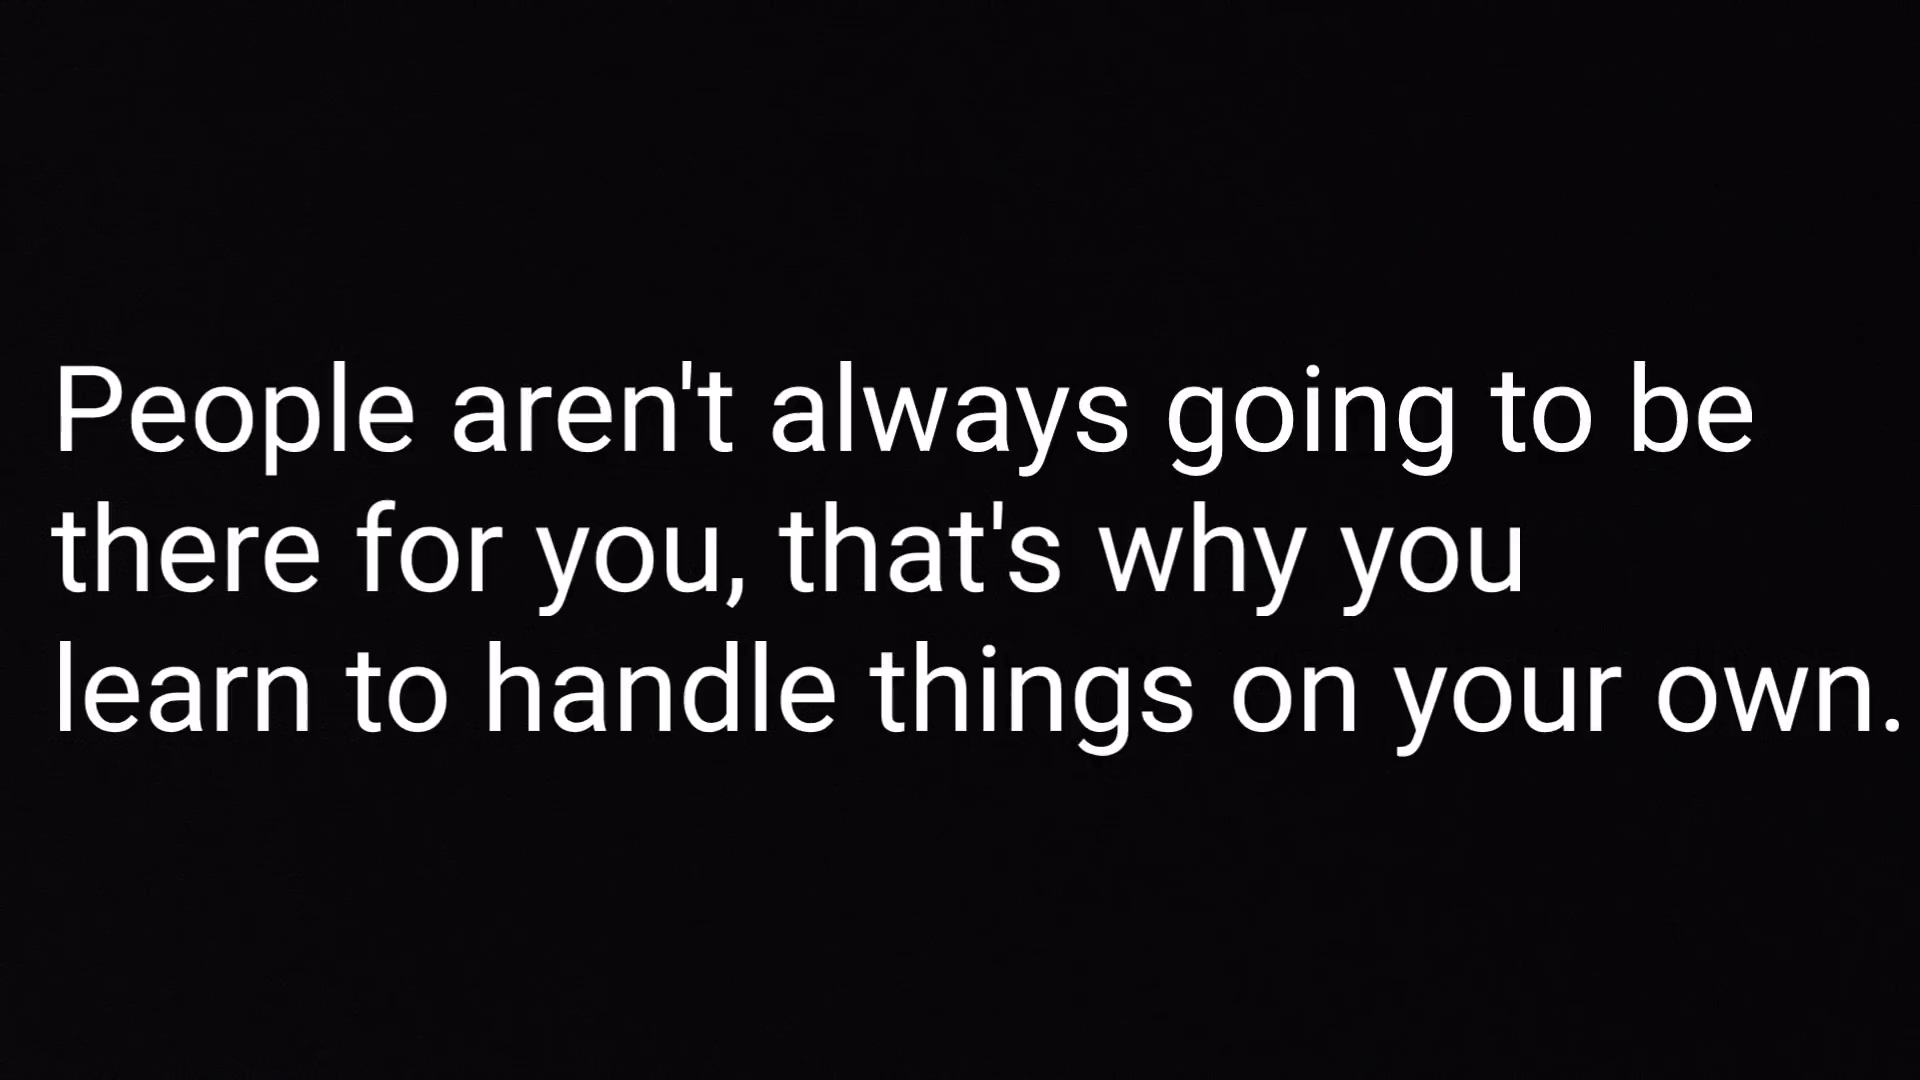 People aren't always going to be
there for you, that's why you
learn to handle things on your own.